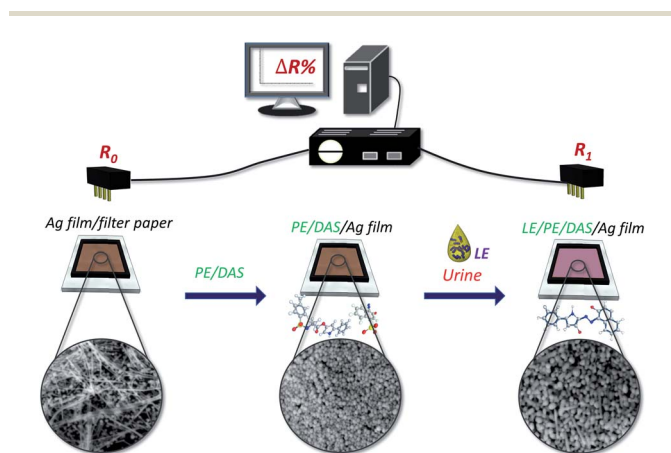 ΔR%
R₀
R₁
Ag film/filter paper
PE/DAS/Ag film
LE/PE/DAS/Ag film
PE/DAS
LE
Urine